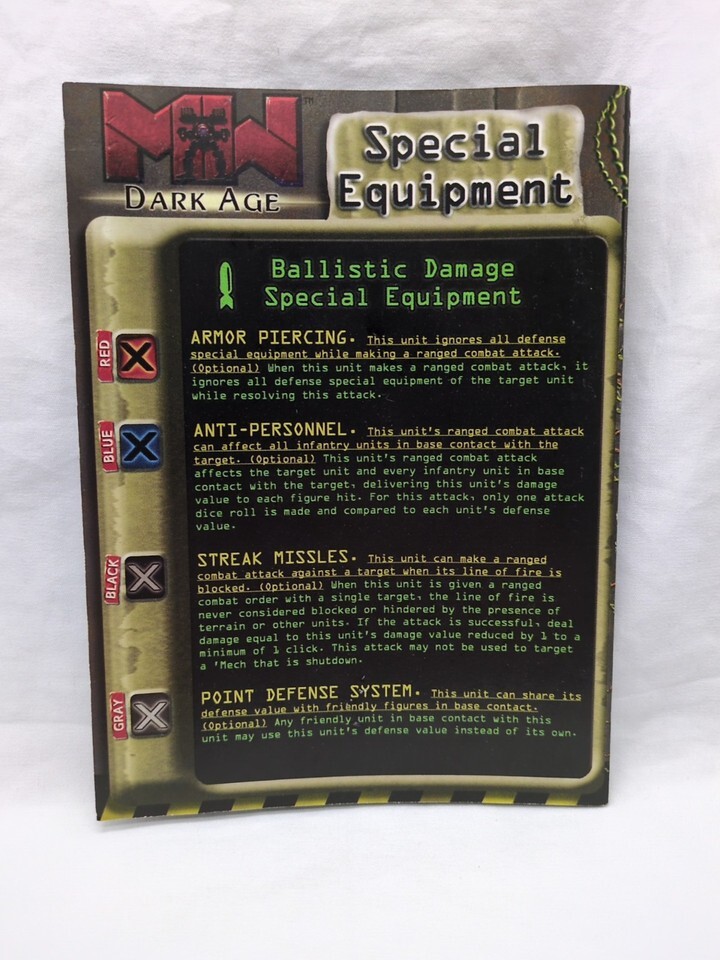 MW™
DARK AGE
Special
Equipment
Ballistic Damage
Special Equipment
RED
ARMOR PIERCING. This unit ignores all defense
special equipment while making a ranged combat attack.
(Optional) When this unit makes a ranged combat attack, it
ignores all defense special equipment of the target unit
while resolving this attack.
BLUE
ANTI-PERSONNEL. This unit's ranged combat attack
can affect all infantry units in base contact with the
target. (Optional) This unit's ranged combat attack
affects the target unit and every infantry unit in base
contact with the target, delivering this unit's damage
value to each figure hit. For this attack, only one attack
dice roll is made and compared to each unit's defense
value.
BLACK
STREAK MISSLES. This unit can make a ranged
combat attack against a target when its line of fire is
blocked. (Optional) When this unit is given a ranged
combat order with a single target, the line of fire is
never considered blocked or hindered by the presence of
terrain or other units. If the attack is successful, deal
damage equal to this unit's damage value reduced by 1 to a
minimum of 1 click. This attack may not be used to target
a 'Mech that is shutdown.
GRAY
POINT DEFENSE SYSTEM. This unit can share its
defense value with friendly figures in base contact.
(Optional) Any friendly unit in base contact with this
unit may use this unit's defense value instead of its own.